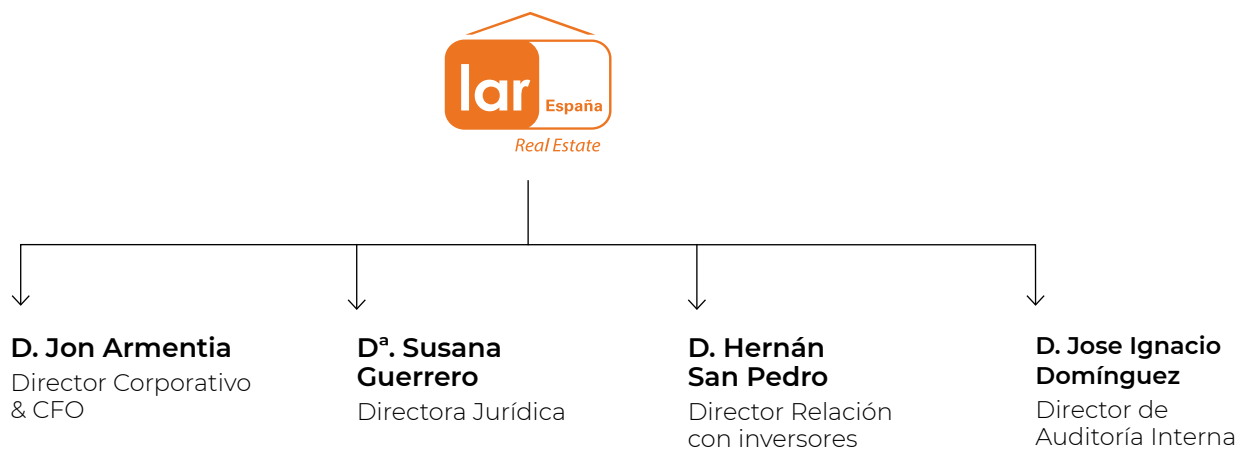 lar
España
Real Estate
D. Jon Armentia
Director Corporativo
& CFO
Dª. Susana
Guerrero
Directora Jurídica
D. Hernán
San Pedro
Director Relación
con inversores
D. Jose Ignacio
Domínguez
Director de
Auditoría Interna